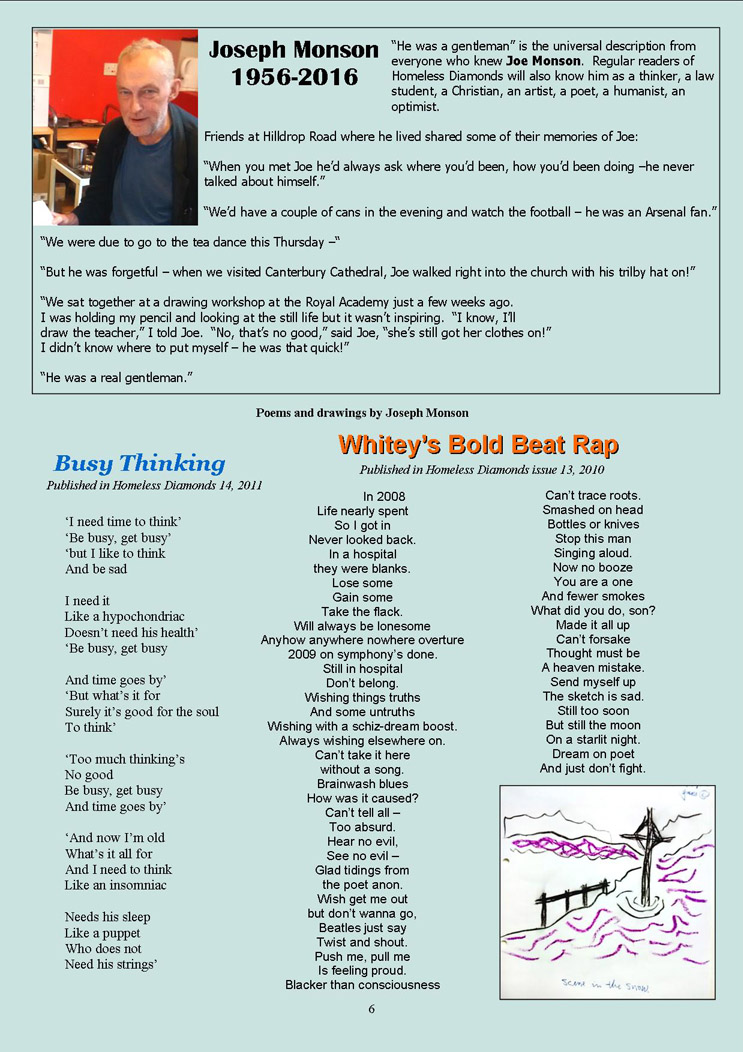 Joseph Monson
1956-2016
“He was a gentleman” is the universal description from
everyone who knew Joe Monson.  Regular readers of
Homeless Diamonds will also know him as a thinker, a law
student, a Christian, an artist, a poet, a humanist, an
optimist.
Friends at Hilldrop Road where he lived shared some of their memories of Joe:
“When you met Joe he’d always ask where you’d been, how you’d been doing –he never
talked about himself.”
“We’d have a couple of cans in the evening and watch the football – he was an Arsenal fan.”
“We were due to go to the tea dance this Thursday –“
“But he was forgetful – when we visited Canterbury Cathedral, Joe walked right into the church with his trilby hat on!”
“We sat together at a drawing workshop at the Royal Academy just a few weeks ago.
I was holding my pencil and looking at the still life but it wasn’t inspiring.  “I know, I’ll
draw the teacher,” I told Joe.  “No, that’s no good,” said Joe, “she’s still got her clothes on!”
I didn’t know where to put myself – he was that quick!”
“He was a real gentleman.”
Poems and drawings by Joseph Monson
Busy Thinking
Published in Homeless Diamonds 14, 2011
‘I need time to think’
‘Be busy, get busy’
‘but I like to think
And be sad
I need it
Like a hypochondriac
Doesn’t need his health’
‘Be busy, get busy
And time goes by’
‘But what’s it for
Surely it’s good for the soul
To think’
‘Too much thinking’s
No good
Be busy, get busy
And time goes by’
‘And now I’m old
What’s it all for
And I need to think
Like an insomniac
Needs his sleep
Like a puppet
Who does not
Need his strings’
Whitey’s Bold Beat Rap
Published in Homeless Diamonds issue 13, 2010
In 2008
Life nearly spent
So I got in
Never looked back.
In a hospital
they were blanks.
Lose some
Gain some
Take the flack.
Will always be lonesome
Anyhow anywhere nowhere overture
2009 on symphony’s done.
Still in hospital
Don’t belong.
Wishing things truths
And some untruths
Wishing with a schiz-dream boost.
Always wishing elsewhere on.
Can’t take it here
without a song.
Brainwash blues
How was it caused?
Can’t tell all –
Too absurd.
Hear no evil,
See no evil –
Glad tidings from
the poet anon.
Wish get me out
but don’t wanna go,
Beatles just say
Twist and shout.
Push me, pull me
Is feeling proud.
Blacker than consciousness
Can’t trace roots.
Smashed on head
Bottles or knives
Stop this man
Singing aloud.
Now no booze
You are a one
And fewer smokes
What did you do, son?
Made it all up
Can’t forsake
Thought must be
A heaven mistake.
Send myself up
The sketch is sad.
Still too soon
But still the moon
On a starlit night.
Dream on poet
And just don’t fight.
Scene in the Snow
6